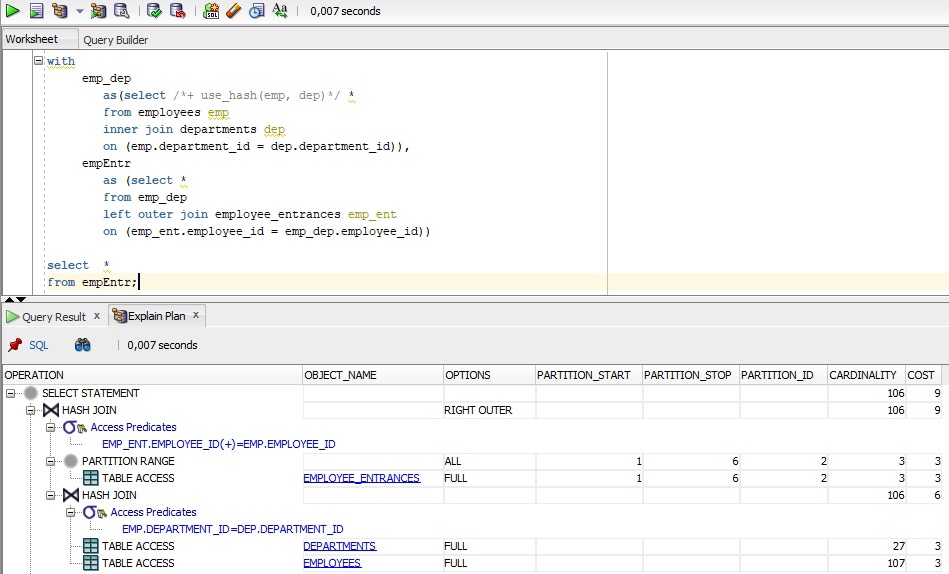 0,007 seconds
Worksheet Query Builder
with
emp_dep
as(select /*+ use_hash(emp, dep)*/ *
from employees emp
inner join departments dep
on (emp.department_id = dep.department_id)),
empEntr
as (select *
from emp_dep
left outer join employee_entrances emp_ent
on (emp_ent.employee_id = emp_dep.employee_id))
select *
from empEntr;
Query Result x Explain Plan x
SQL 0,007 seconds
OPERATION OBJECT_NAME OPTIONS PARTITION_START PARTITION_STOP PARTITION_ID CARDINALITY COST
SELECT STATEMENT 106 9
HASH JOIN RIGHT OUTER 106 9
Access Predicates
EMP_ENT.EMPLOYEE_ID(+)=EMP.EMPLOYEE_ID
PARTITION RANGE ALL 1 6 2 3 3
TABLE ACCESS EMPLOYEE_ENTRANCES FULL 1 6 2 3 3
HASH JOIN 106 6
Access Predicates
EMP.DEPARTMENT_ID=DEP.DEPARTMENT_ID
TABLE ACCESS DEPARTMENTS FULL 27 3
TABLE ACCESS EMPLOYEES FULL 107 3